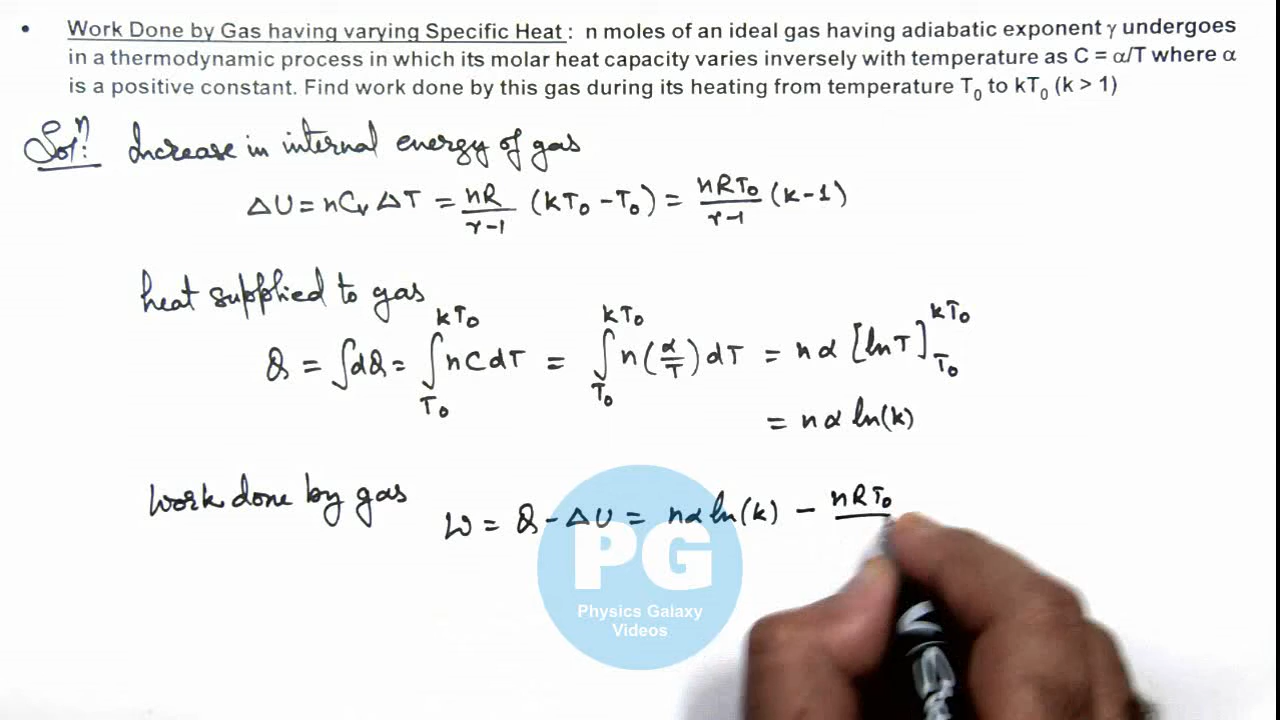 • Work Done by Gas having varying Specific Heat : n moles of an ideal gas having adiabatic exponent γ undergoes
in a thermodynamic process in which its molar heat capacity varies inversely with temperature as C = α/T where α
is a positive constant. Find work done by this gas during its heating from temperature T₀ to kT₀ (k > 1)
Solⁿ: Increase in internal energy of gas
ΔU = nCᵥ ΔT = nR/(γ-1) (kT₀ - T₀) = nRT₀/(γ-1) (k-1)
heat supplied to gas
Q = ∫dQ = ∫_{T₀}^{kT₀} nCdT = ∫_{T₀}^{kT₀} n(α/T)dT = nα [lnT]_{T₀}^{kT₀}
= nα ln(k)
work done by gas
W = Q - ΔU = nα ln(k) - nRT₀
PG
Physics Galaxy
Videos